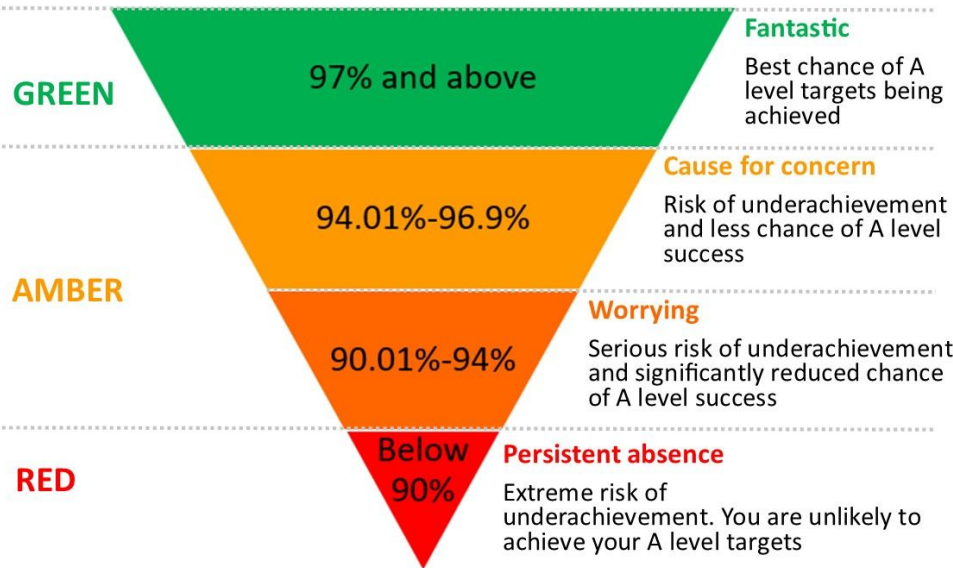 GREEN
97% and above
Fantastic
Best chance of A
level targets being
achieved
AMBER
94.01%-96.9%
Cause for concern
Risk of underachievement
and less chance of A level
success
90.01%-94%
Worrying
Serious risk of underachievement
and significantly reduced chance
of A level success
RED
Below
90%
Persistent absence
Extreme risk of
underachievement. You are unlikely to
achieve your A level targets